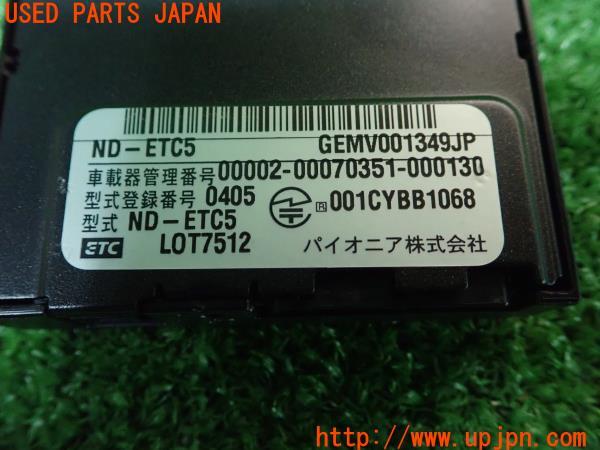 USED PARTS JAPAN
ND-ETC5 GEMV001349JP
車載器管理番号 00002-00070351-000130
型式登録番号 0405 R 001CYBB1068
型式 ND-ETC5
ETC LOT7512 パイオニア株式会社
http://www.upjpn.com/